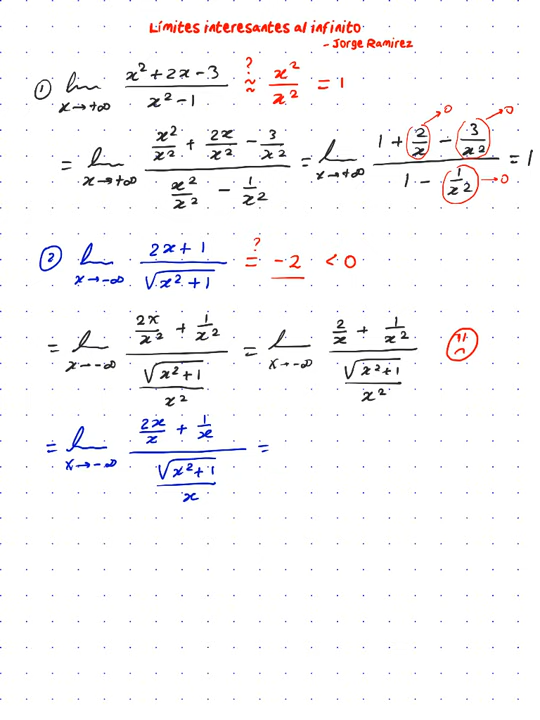 Límites interesantes al infinito
- Jorge Ramirez
① lim x→+∞ (x² + 2x - 3)/(x² - 1) ≈? x²/x² = 1
= lim x→+∞ (x²/x² + 2x/x² - 3/x²)/(x²/x² - 1/x²) = lim x→+∞ (1 + 2/x →0 - 3/x² →0)/(1 - 1/x² →0) = 1
② lim x→-∞ (2x + 1)/√(x² + 1) =? -2 < 0
= lim x→-∞ (2x/x² + 1/x²)/(√(x² + 1)/x²) = lim x→-∞ (2/x + 1/x²)/(√(x² + 1)/x²)
= lim x→-∞ (2x/x + 1/x)/(√(x² + 1)/x) =